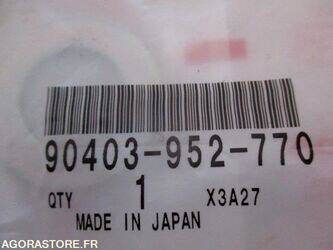 90403-952-770
QTY 1 X3A27
MADE IN JAPAN
AGORASTORE.FR